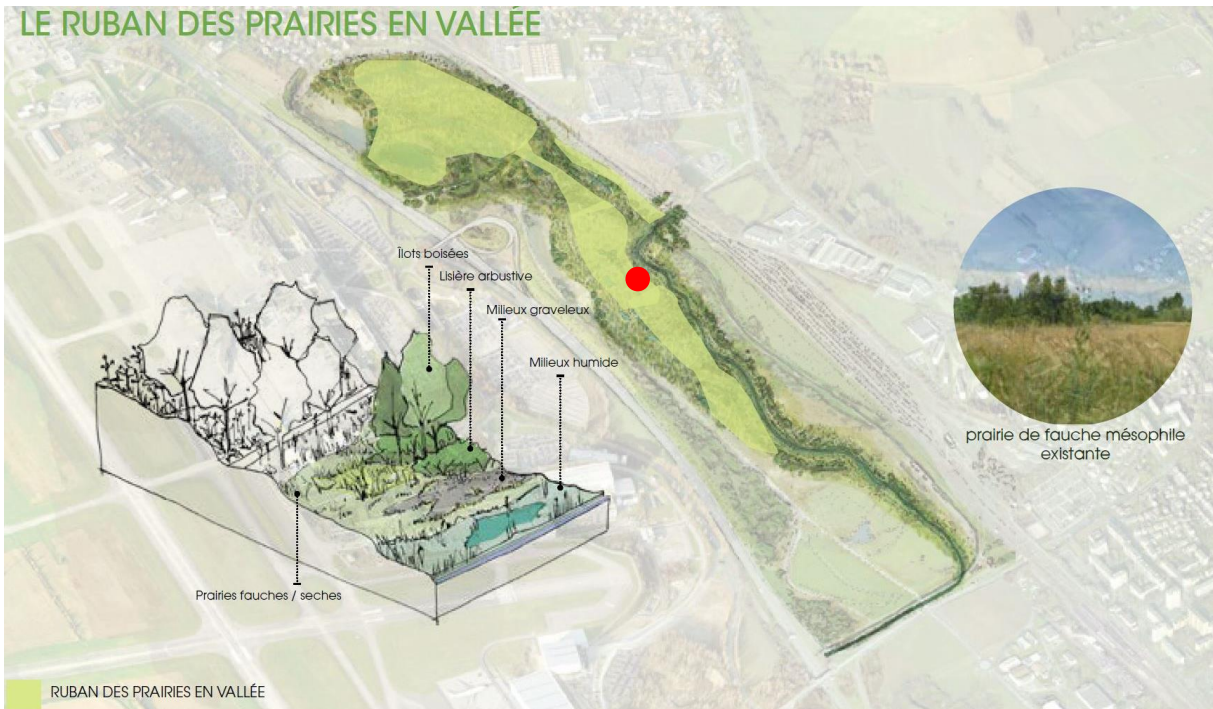 LE RUBAN DES PRAIRIES EN VALLÉE
Îlots boisées
Lisière arbustive
Milieux graveleux
Milieux humide
prairie de fauche mésophile
existante
Prairies fauches / seches
RUBAN DES PRAIRIES EN VALLÉE